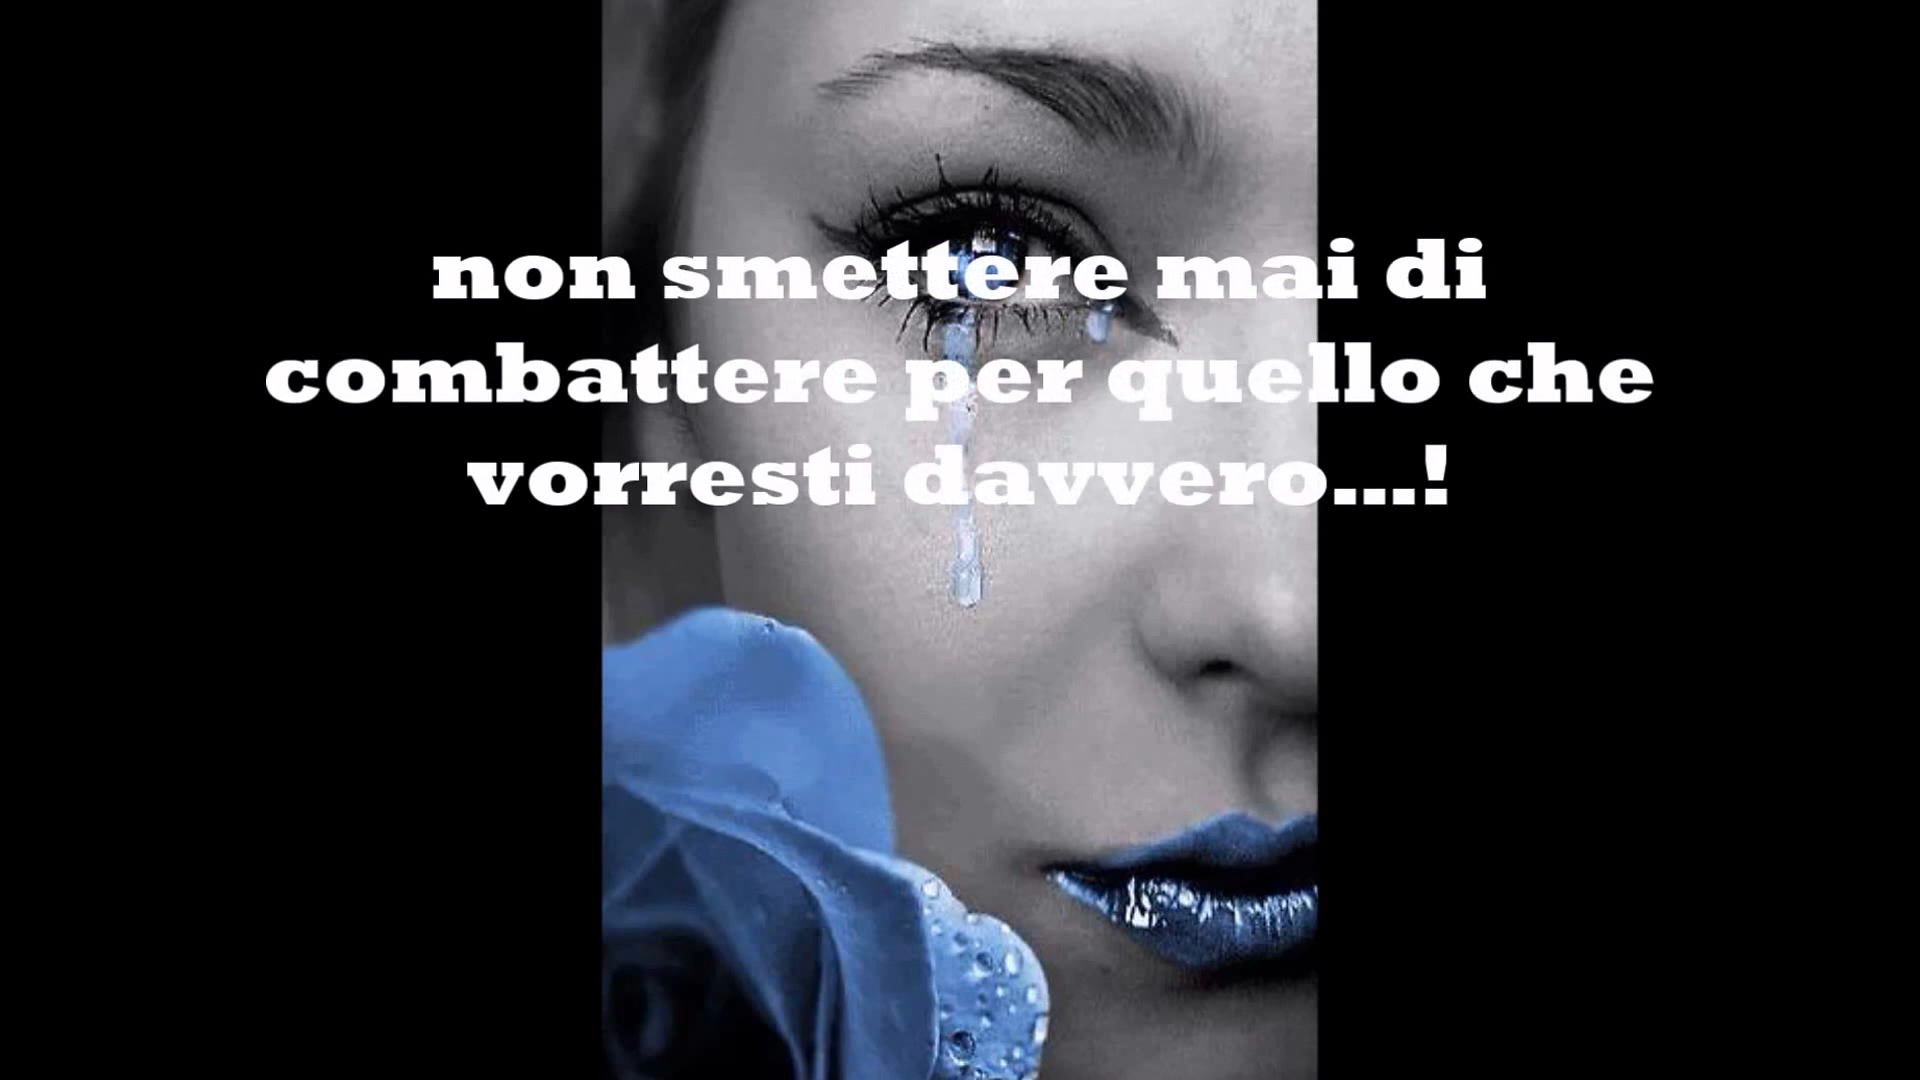 non smettere mai di
combattere per quello che
vorresti davvero...!